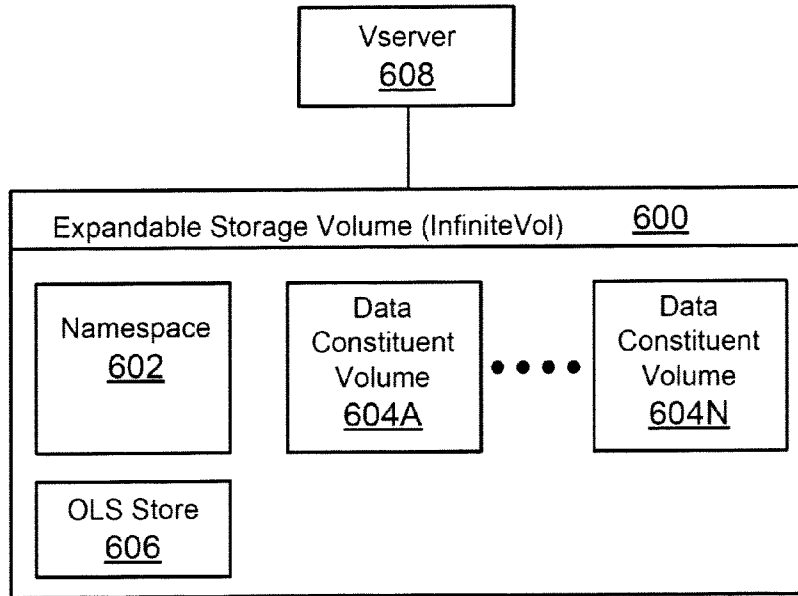 Vserver
608
Expandable Storage Volume (InfiniteVol) 600
Namespace
602
Data
Constituent
Volume
604A
Data
Constituent
Volume
604N
OLS Store
606